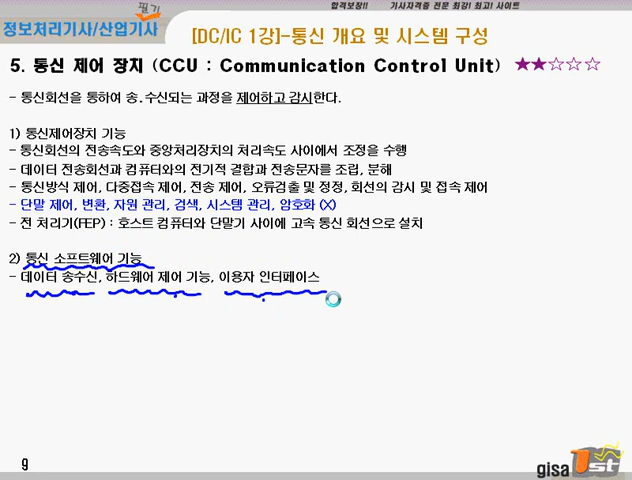 합격보장!! 기사자격증 전문 최강! 최고! 사이트
필기
정보처리기사/산업기사
[DC/IC 1강]-통신 개요 및 시스템 구성
5. 통신 제어 장치 (CCU : Communication Control Unit) ★★☆☆☆
- 통신회선을 통하여 송.수신되는 과정을 제어하고 감시한다.
1) 통신제어장치 기능
- 통신회선의 전송속도와 중앙처리장치의 처리속도 사이에서 조정을 수행
- 데이터 전송회선과 컴퓨터와의 전기적 결합과 전송문자를 조립, 분해
- 통신방식 제어, 다중접속 제어, 전송 제어, 오류검출 및 정정, 회선의 감시 및 접속 제어
- 단말 제어, 변환, 자원 관리, 검색, 시스템 관리, 암호화 (X)
- 전 처리기(FEP) : 호스트 컴퓨터와 단말기 사이에 고속 통신 회선으로 설치
2) 통신 소프트웨어 기능
- 데이터 송수신, 하드웨어 제어 기능, 이용자 인터페이스
9
gisa 1st